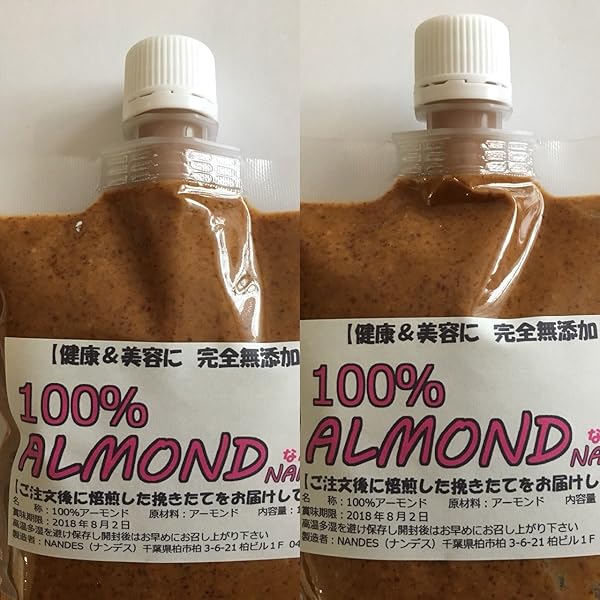 【健康＆美容に 完全無添加
100%
ALMOND な
NAN
【ご注文後に焙煎した挽きたてをお届けして
名　称：100%アーモンド　原材料：アーモンド　内容量：1
賞味期限：2018年8月2日
高温多湿を避け保存し開封後はお早めにお召し上がり下さい
製造者：NANDES（ナンデス）千葉県柏市柏 3-6-21 柏ビル1F 04
【健康＆美容に 完全無添加
100%
ALMOND な
NA
【ご注文後に焙煎した挽きたてをお届けし
名　称：100%アーモンド　原材料：アーモンド　内容量
賞味期限：2018年8月2日
高温多湿を避け保存し開封後はお早めにお召し上がり下さい
製造者：NANDES（ナンデス）千葉県柏市柏 3-6-21 柏ビル1F